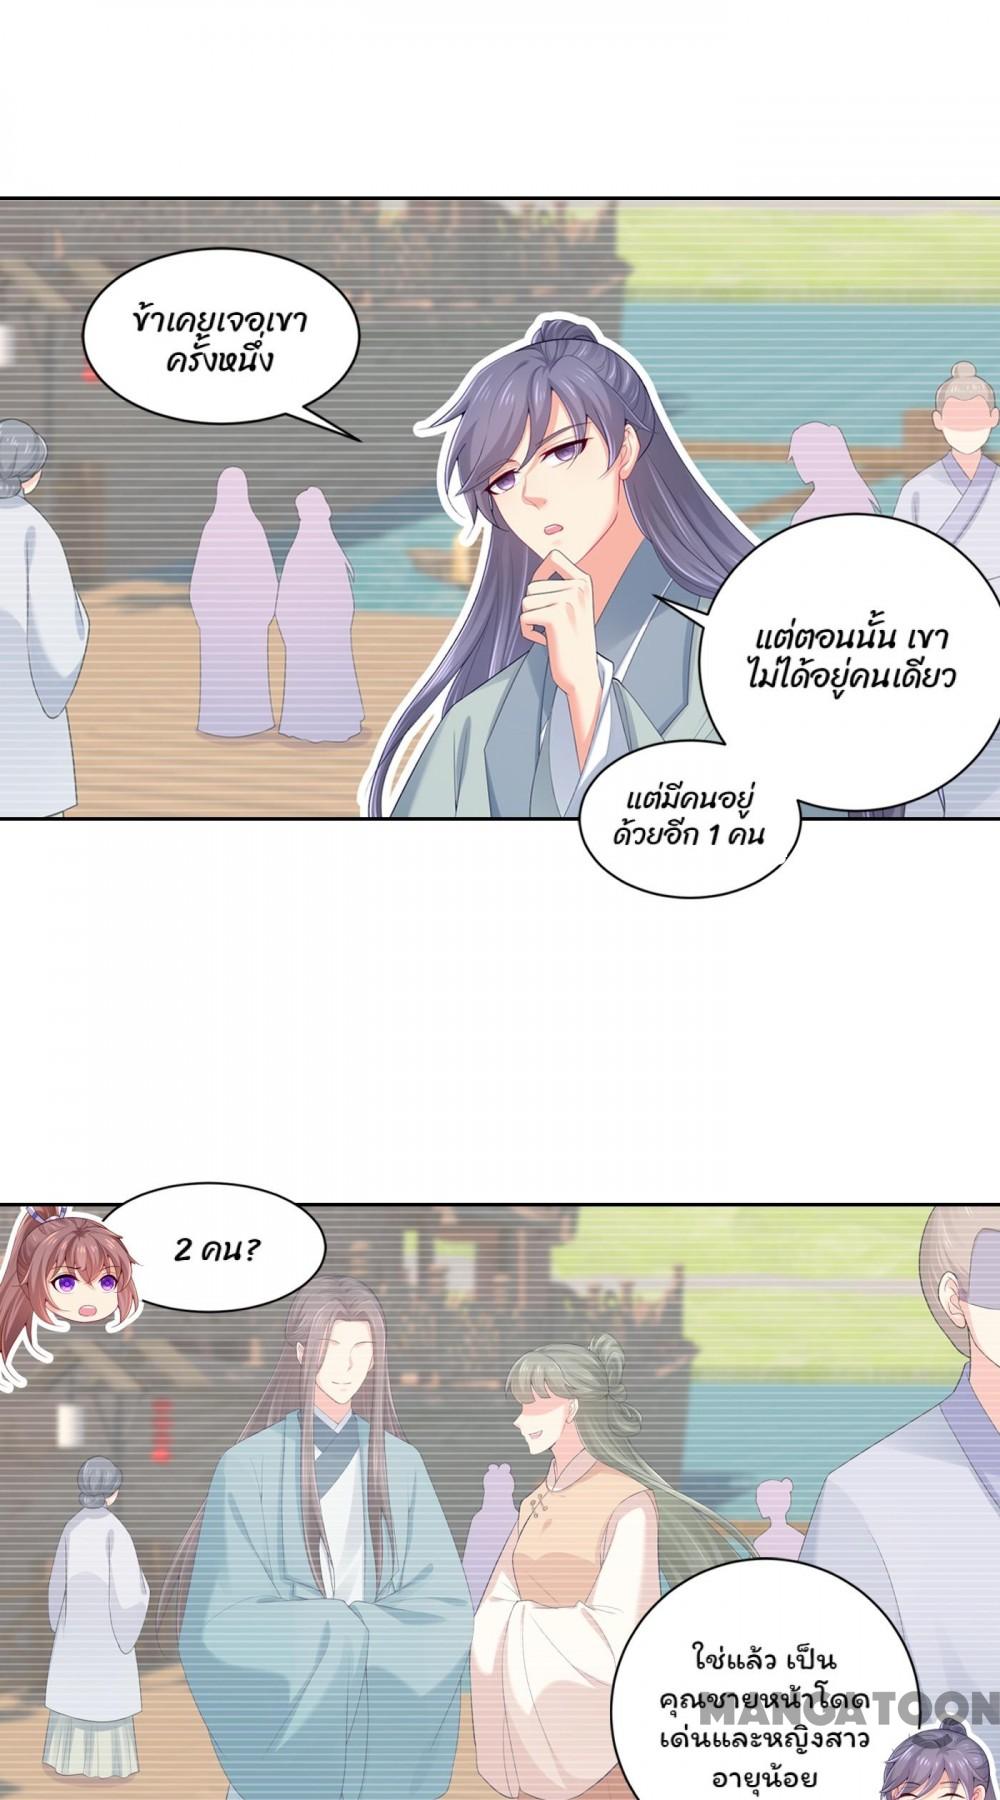 ข้าเคยเจอเขา
ครั้งหนึ่ง
แต่ตอนนั้น เขา
ไม่ได้อยู่คนเดียว
แต่มีคนอยู่
ด้วยอีก 1 คน
2 คน?
ใช่แล้ว เป็น
คุณชายหน้าโดด
เด่นและหญิงสาว
อายุน้อย
MANGATOON